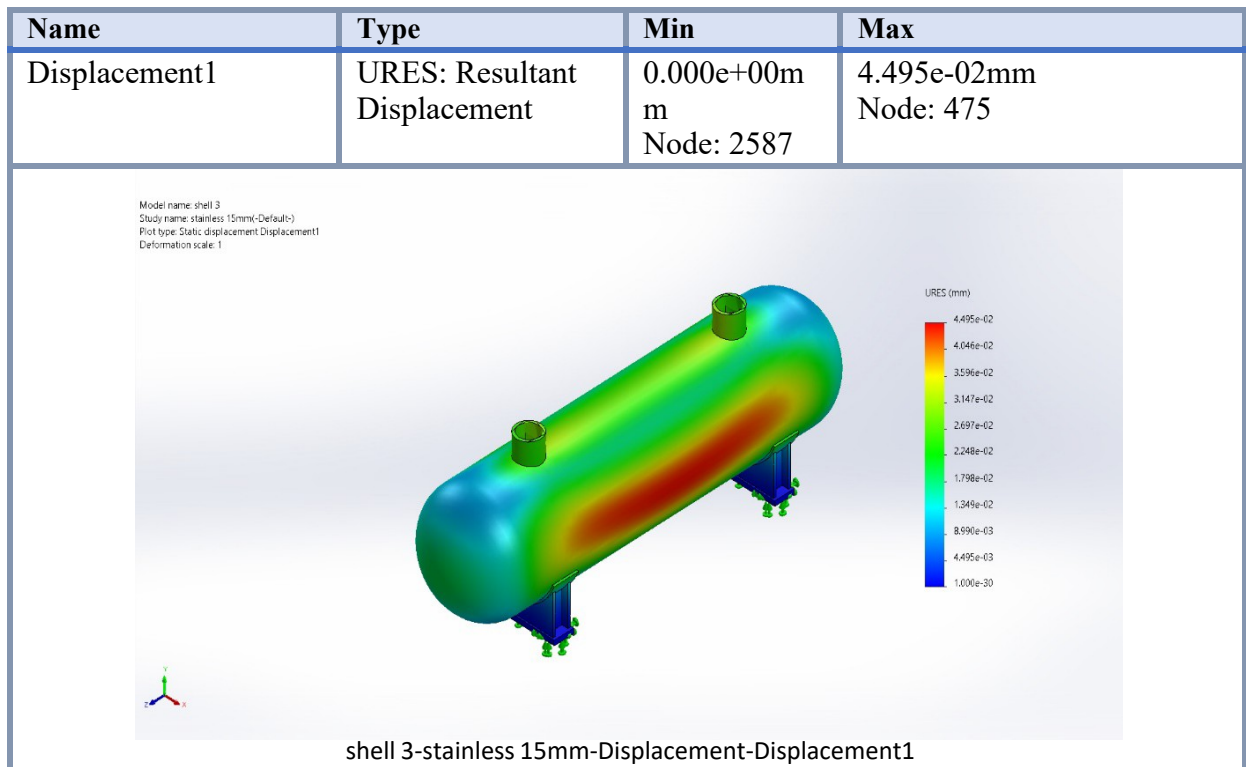 Name Type Min Max
Displacement1 URES: Resultant 0.000e+00m 4.495e-02mm
Displacement m Node: 475
Node: 2587
Model name: shell 3
Study name: stainless 15mm(-Default-)
Plot type: Static displacement Displacement1
Deformation scale: 1
URES (mm)
4.495e-02
4.046e-02
3.596e-02
3.147e-02
2.697e-02
2.248e-02
1.798e-02
1.349e-02
8.990e-03
4.495e-03
1.000e-30
Y
Z X
shell 3-stainless 15mm-Displacement-Displacement1